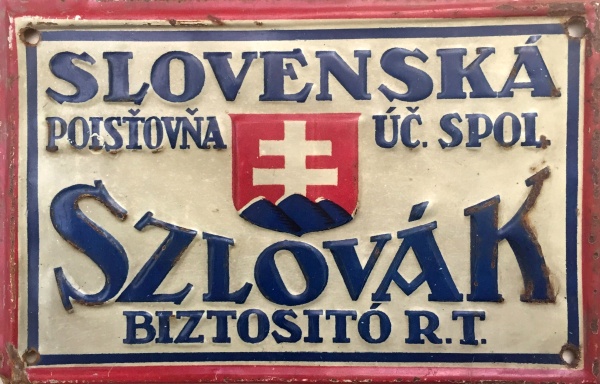 SLOVENSKÁ
POISŤOVŇA ÚČ. SPOL.
SZLOVÁK
BIZTOSITÓ R.T.